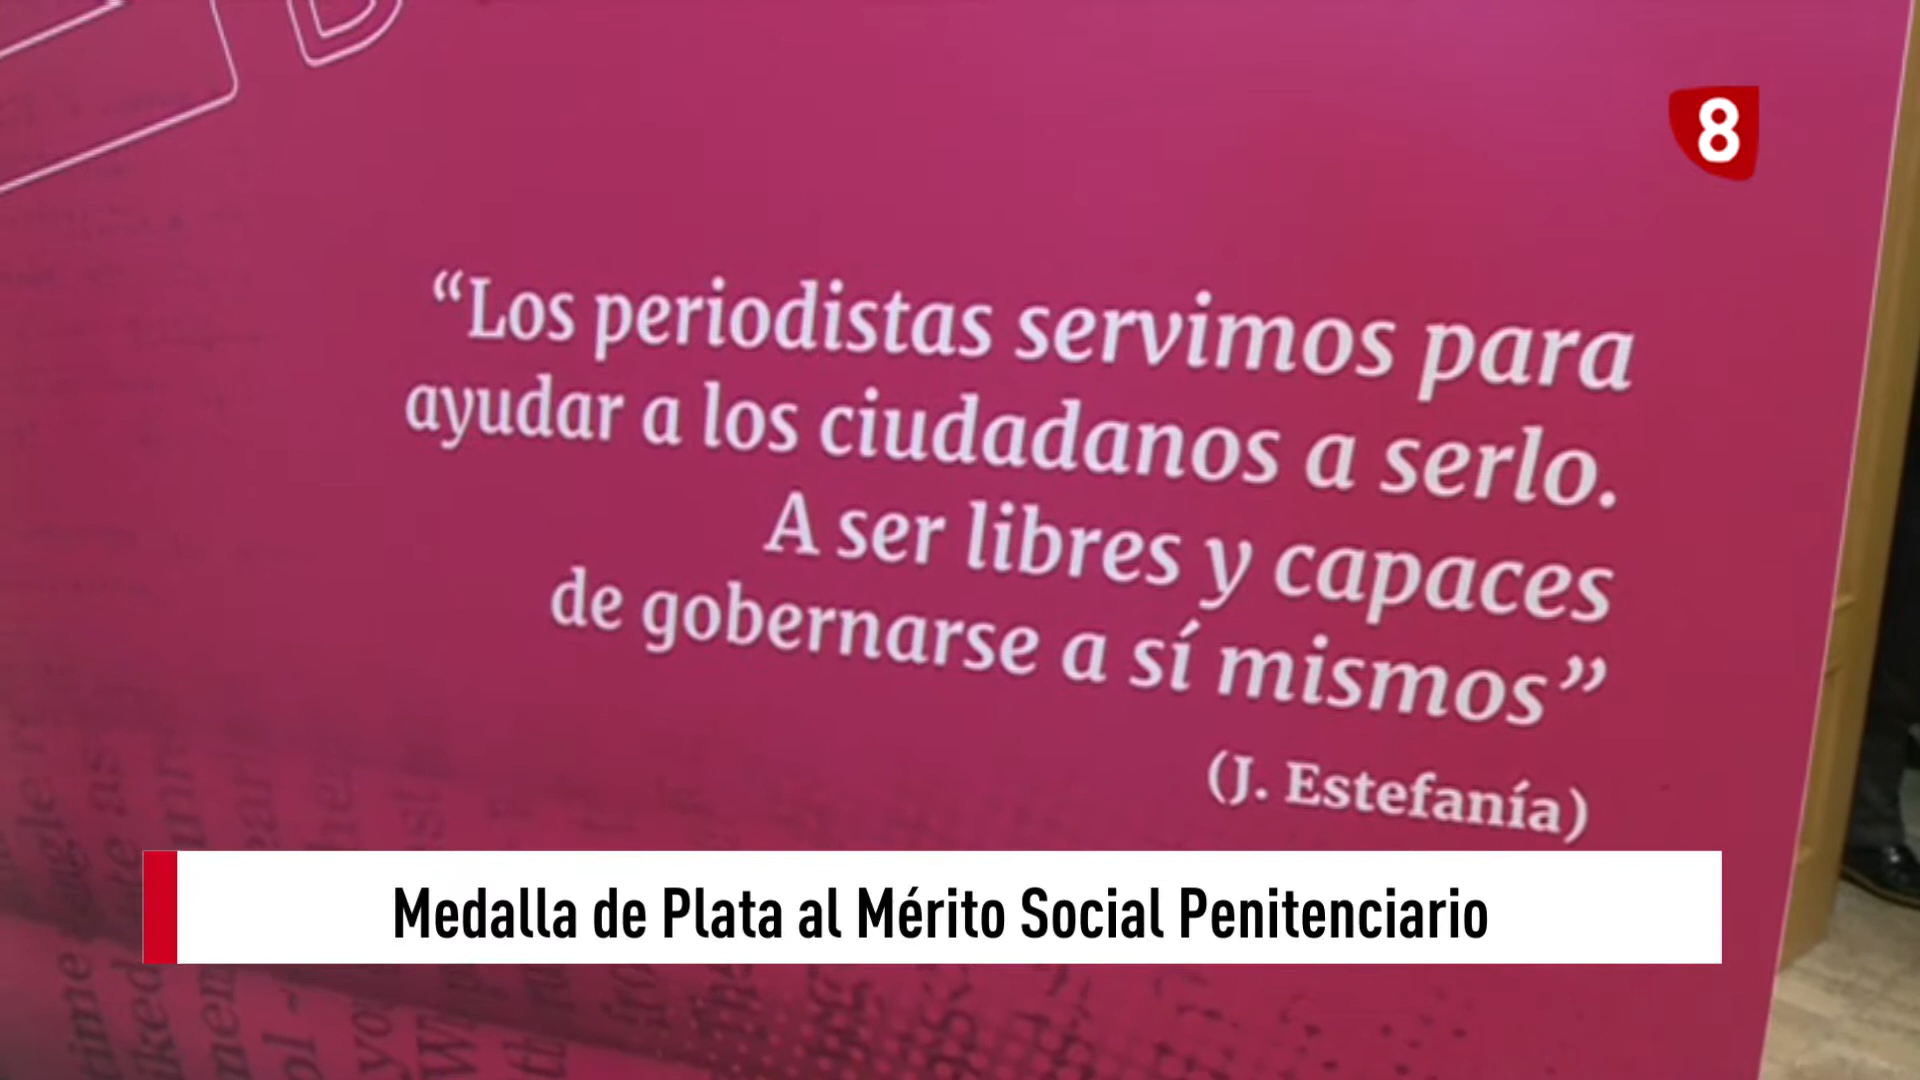 8
“Los periodistas servimos para
ayudar a los ciudadanos a serlo.
A ser libres y capaces
de gobernarse a sí mismos”
(J. Estefanía)
Medalla de Plata al Mérito Social Penitenciario